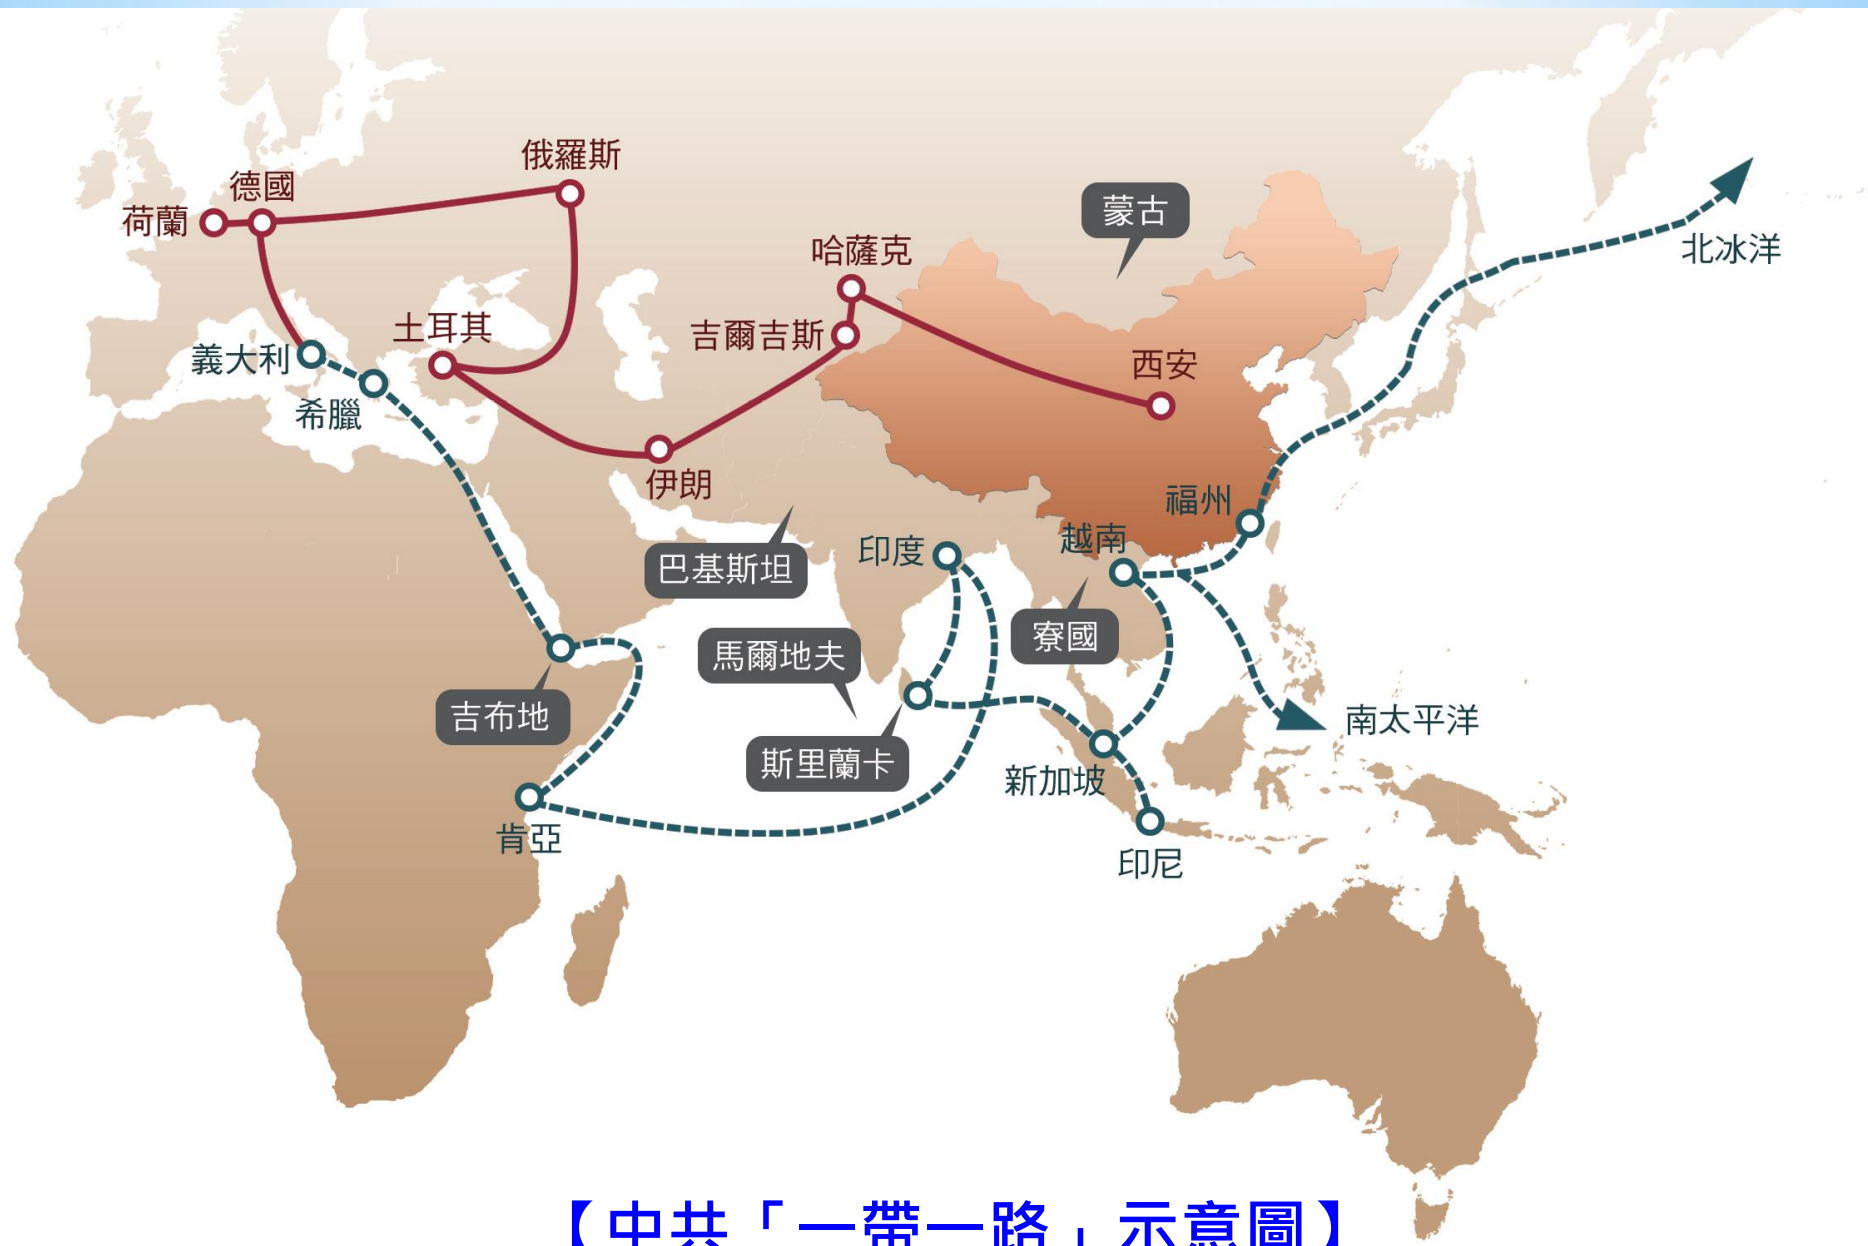 俄羅斯
德國
荷蘭
蒙古
北冰洋
哈薩克
土耳其
吉爾吉斯
義大利
西安
希臘
伊朗
福州
越南
印度
巴基斯坦
寮國
馬爾地夫
吉布地
南太平洋
斯里蘭卡
新加坡
肯亞
印尼
【中共「一帶一路」示意圖】